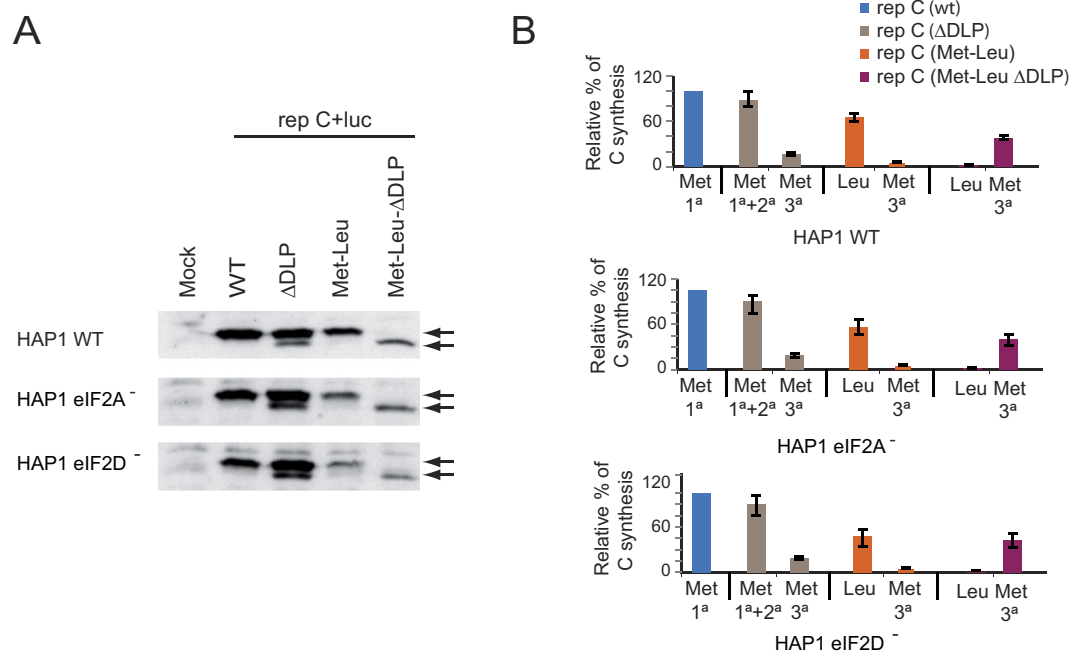 A
rep C+luc
Mock
WT
ΔDLP
Met-Leu
Met-Leu-ΔDLP
HAP1 WT
HAP1 eIF2A -
HAP1 eIF2D -
B
rep C (wt)
rep C (ΔDLP)
rep C (Met-Leu)
rep C (Met-Leu ΔDLP)
Relative % of
C synthesis
120
60
0
Met Met Met Leu Met Leu Met
1ª 1ª+2ª 3ª 3ª 3ª
HAP1 WT
Relative % of
C synthesis
120
60
0
Met Met Met Leu Met Leu Met
1ª 1ª+2ª 3ª 3ª 3ª
HAP1 eIF2A -
Relative % of
C synthesis
120
60
0
Met Met Met Leu Met Leu Met
1ª 1ª+2ª 3ª 3ª 3ª
HAP1 eIF2D -